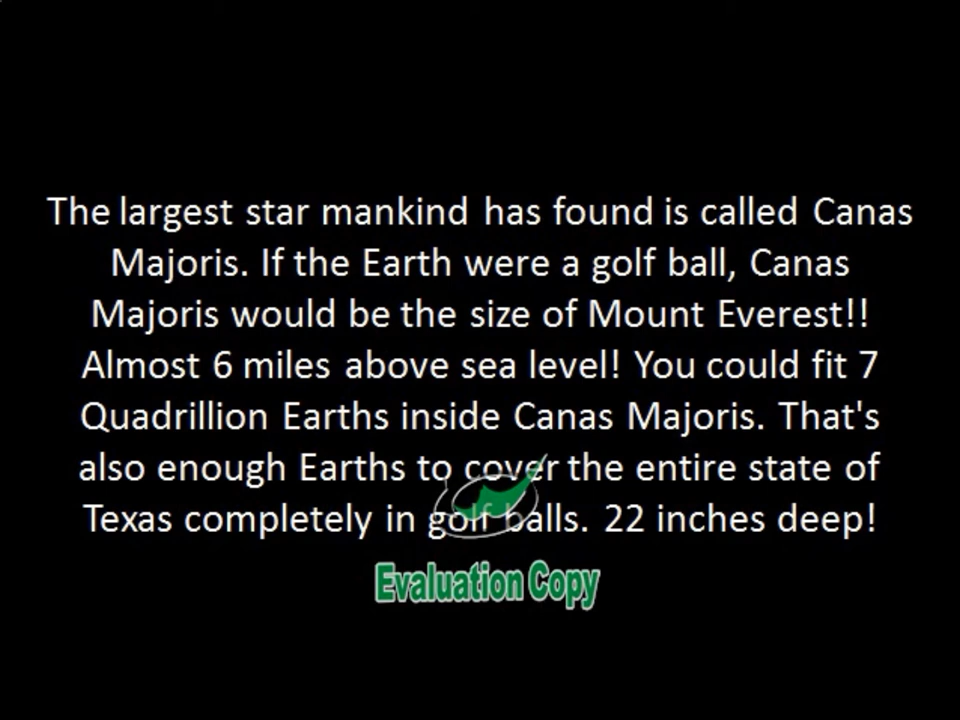 The largest star mankind has found is called Canas
Majoris. If the Earth were a golf ball, Canas
Majoris would be the size of Mount Everest!!
Almost 6 miles above sea level! You could fit 7
Quadrillion Earths inside Canas Majoris. That's
also enough Earths to cover the entire state of
Texas completely in golf balls. 22 inches deep!
Evaluation Copy